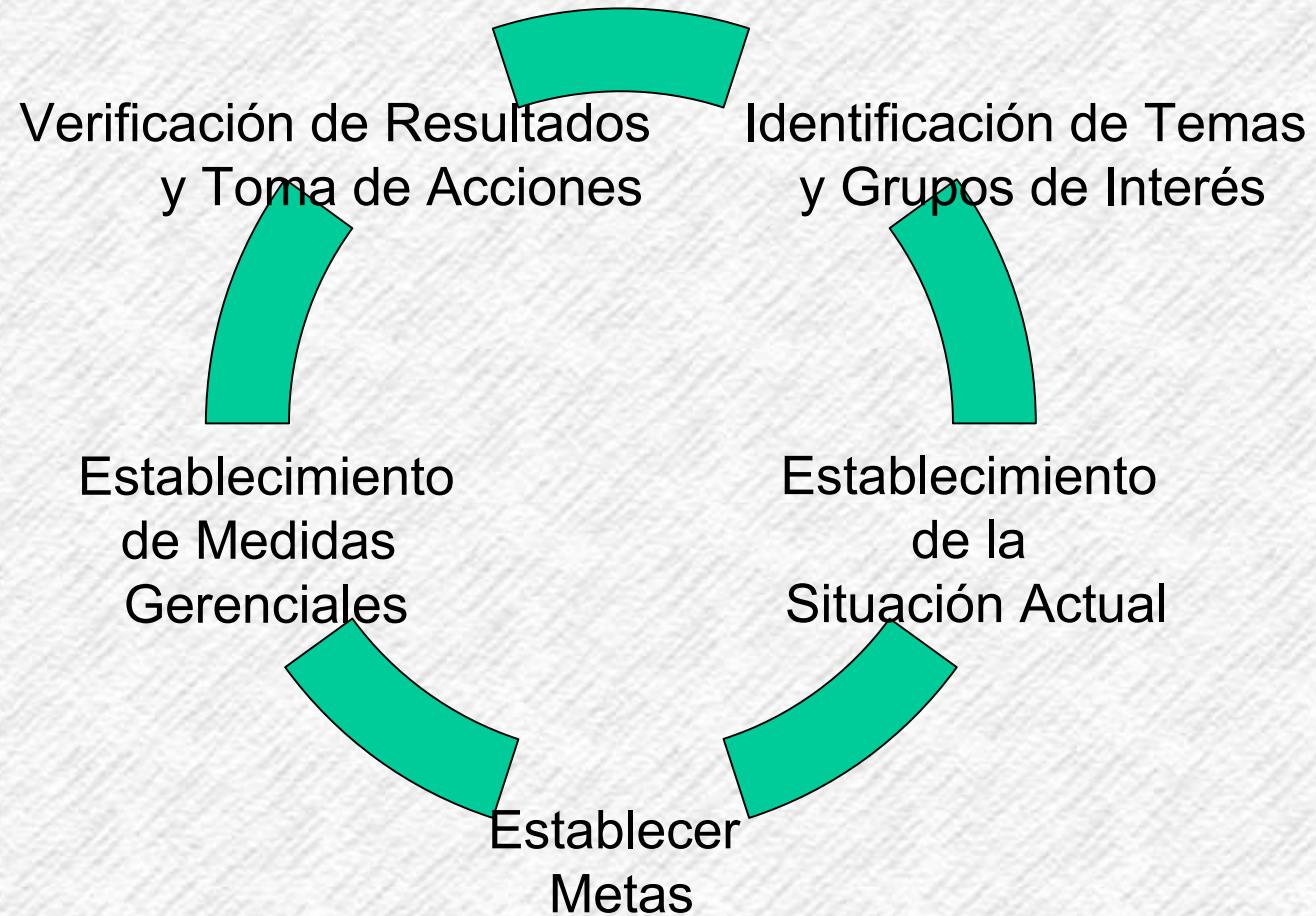 Verificación de Resultados
y Toma de Acciones
Identificación de Temas
y Grupos de Interés
Establecimiento
de la
Situación Actual
Establecer
Metas
Establecimiento
de Medidas
Gerenciales